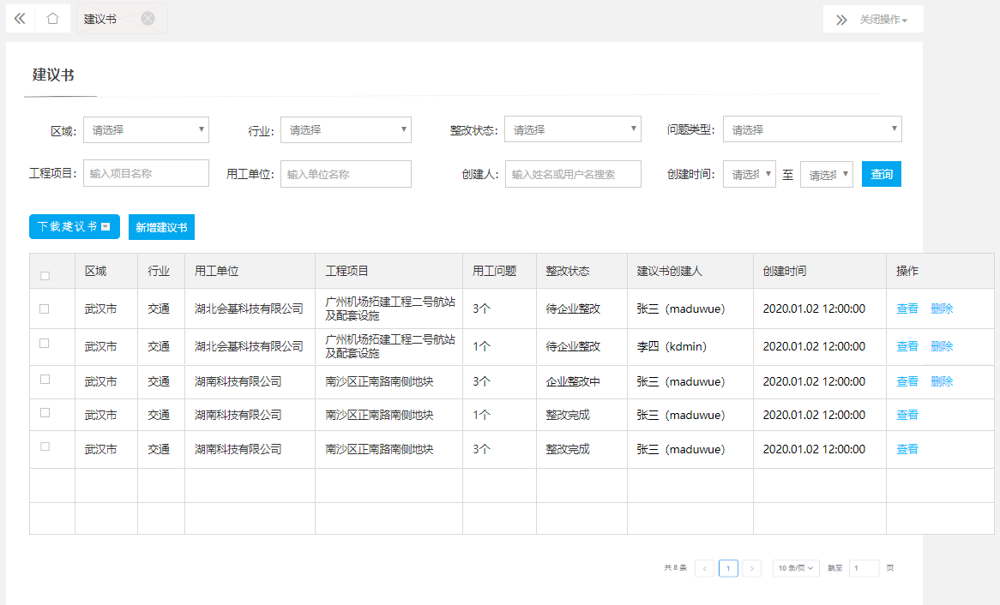 建议书
关闭操作
建议书
区域: 请选择 行业: 请选择 整改状态: 请选择 问题类型: 请选择
工程项目: 输入项目名称 用工单位: 输入单位名称 创建人: 输入姓名或用户名搜索 创建时间: 请选择 至 请选择 查询
下载建议书 新增建议书
区域 行业 用工单位 工程项目 用工问题 整改状态 建议书创建人 创建时间 操作
武汉市 交通 湖北会基科技有限公司 广州机场拓建工程二号航站及配套设施 3个 待企业整改 张三（maduwue) 2020.01.02 12:00:00 查看 删除
武汉市 交通 湖北会基科技有限公司 广州机场拓建工程二号航站及配套设施 1个 待企业整改 李四（kdmin） 2020.01.02 12:00:00 查看 删除
武汉市 交通 湖南科技有限公司 南沙区正南路南侧地块 3个 企业整改中 张三（maduwue) 2020.01.02 12:00:00 查看 删除
武汉市 交通 湖南科技有限公司 南沙区正南路南侧地块 1个 整改完成 张三（maduwue) 2020.01.02 12:00:00 查看
武汉市 交通 湖南科技有限公司 南沙区正南路南侧地块 3个 整改完成 张三（maduwue) 2020.01.02 12:00:00 查看
共 8 条 < 1 > 10 条/页 跳至 1 页